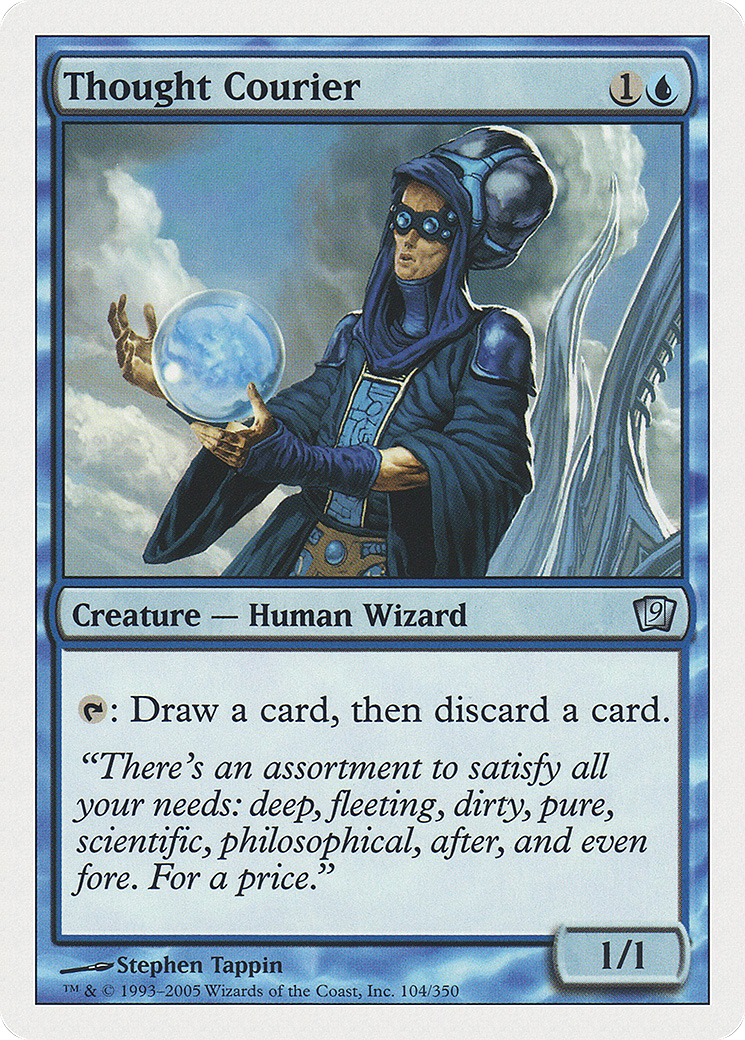 Thought Courier 1
Creature — Human Wizard 9
: Draw a card, then discard a card.
“There’s an assortment to satisfy all
your needs: deep, fleeting, dirty, pure,
scientific, philosophical, after, and even
fore. For a price.”
1/1
Stephen Tappin
™ & © 1993–2005 Wizards of the Coast, Inc. 104/350